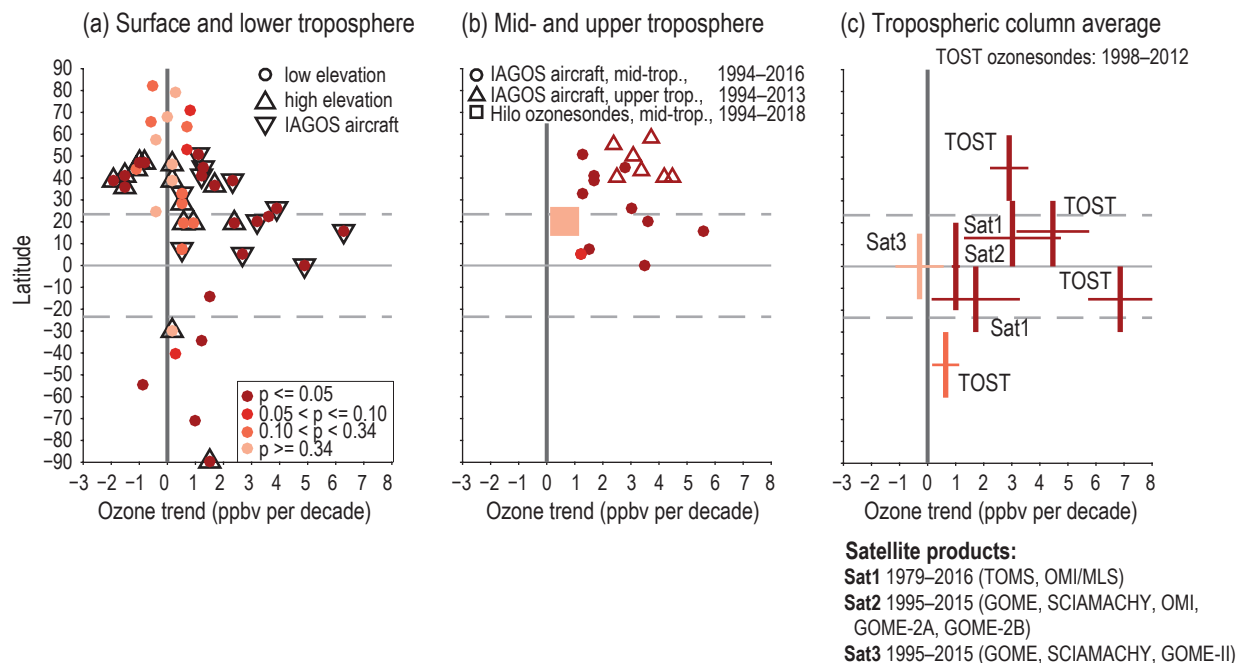 (a) Surface and lower troposphere
90
80
70
60
50
40
30
20
10
0
−10
−20
−30
−40
−50
−60
−70
−80
−90
Latitude
low elevation
high elevation
IAGOS aircraft
p <= 0.05
0.05 < p <= 0.10
0.10 < p < 0.34
p >= 0.34
−3 −2 −1 0 1 2 3 4 5 6 7 8
Ozone trend (ppbv per decade)
(b) Mid- and upper troposphere
IAGOS aircraft, mid-trop., 1994–2016
IAGOS aircraft, upper trop., 1994–2013
Hilo ozonesondes, mid-trop., 1994–2018
−3 −2 −1 0 1 2 3 4 5 6 7 8
Ozone trend (ppbv per decade)
(c) Tropospheric column average
TOST ozonesondes: 1998–2012
TOST
TOST
Sat1
Sat3
Sat2
TOST
Sat1
TOST
−3 −2 −1 0 1 2 3 4 5 6 7 8
Ozone trend (ppbv per decade)
Satellite products:
Sat1 1979–2016 (TOMS, OMI/MLS)
Sat2 1995–2015 (GOME, SCIAMACHY, OMI,
GOME-2A, GOME-2B)
Sat3 1995–2015 (GOME, SCIAMACHY, GOME-II)